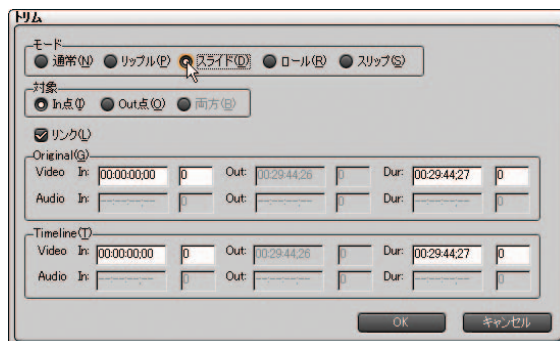 トリム
モード
通常(N) リップル(P) スライド(D) ロール(R) スリップ(S)
対象
In点(I) Out点(O) 両方(B)
リンク(L)
Original(G)
Video In: 00:00:00;00 0 Out: 00:29:44;26 0 Dur: 00:29:44;27 0
Audio In: --:--:--;-- 0 Out: --:--:--;-- 0 Dur: --:--:--;-- 0
Timeline(T)
Video In: 00:00:00;00 0 Out: 00:29:44;26 0 Dur: 00:29:44;27 0
Audio In: --:--:--;-- 0 Out: --:--:--;-- 0 Dur: --:--:--;-- 0
OK キャンセル